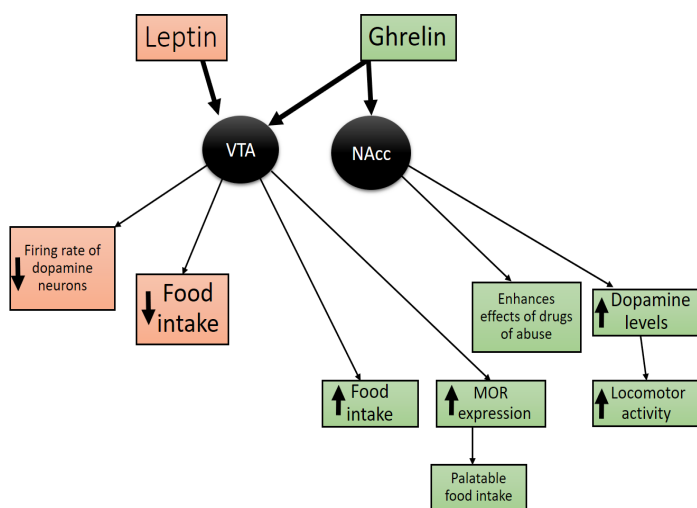 Leptin
Ghrelin
VTA
NAcc
Firing rate of
dopamine
neurons
Food
intake
Enhances
effects of drugs
of abuse
Dopamine
levels
Food
intake
MOR
expression
Locomotor
activity
Palatable
food intake